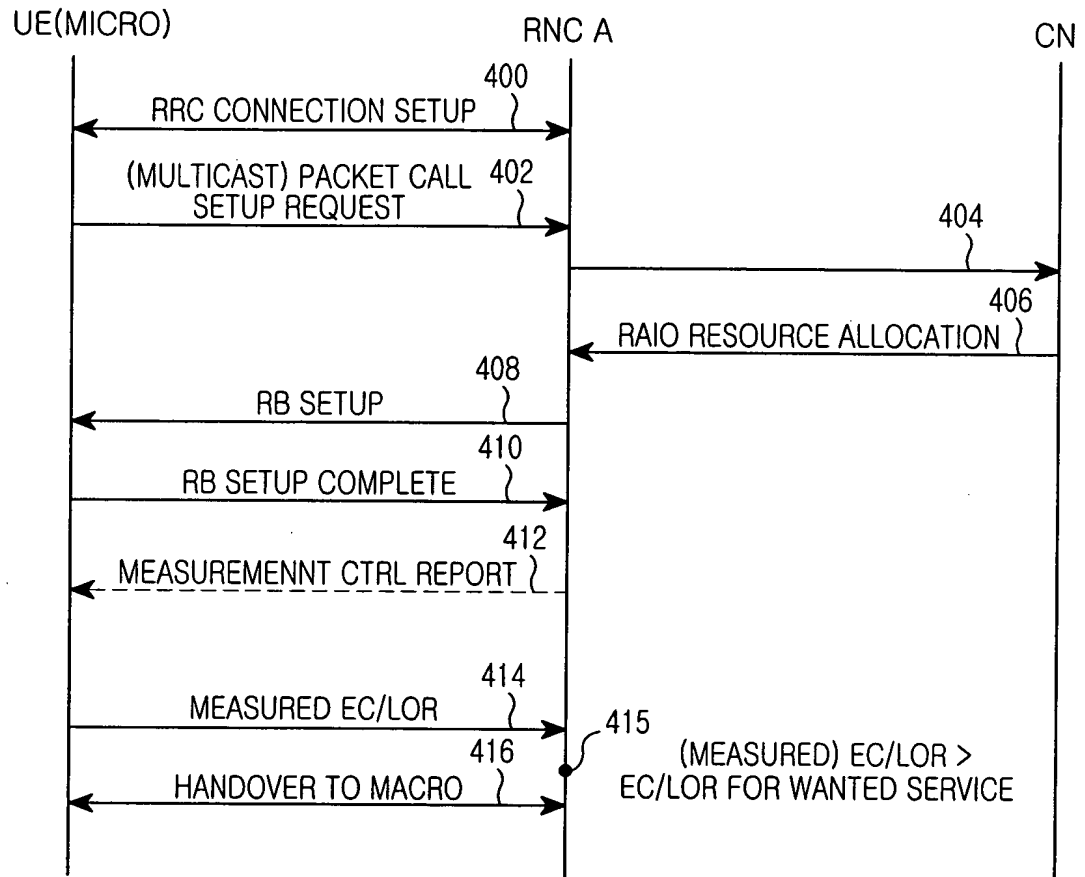 UE(MICRO)
RNC A
CN
400
RRC CONNECTION SETUP
(MULTICAST) PACKET CALL 402
SETUP REQUEST
404
406
RAIO RESOURCE ALLOCATION
408
RB SETUP
410
RB SETUP COMPLETE
412
MEASUREMENNT CTRL REPORT
414
MEASURED EC/LOR
415
416
(MEASURED) EC/LOR >
EC/LOR FOR WANTED SERVICE
HANDOVER TO MACRO